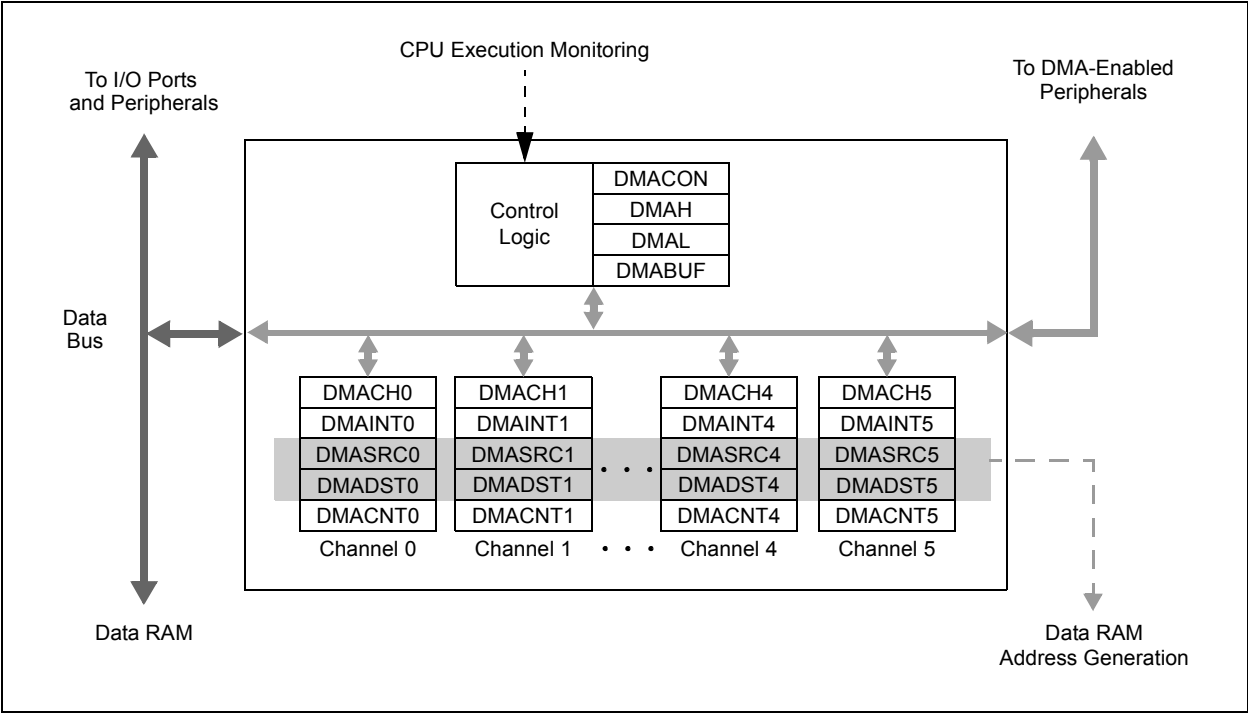 CPU Execution Monitoring
To I/O Ports
and Peripherals
To DMA-Enabled
Peripherals
Control
Logic
DMACON
DMAH
DMAL
DMABUF
Data
Bus
DMACH0
DMAINT0
DMASRC0
DMADST0
DMACNT0
Channel 0
DMACH1
DMAINT1
DMASRC1
DMADST1
DMACNT1
Channel 1
DMACH4
DMAINT4
DMASRC4
DMADST4
DMACNT4
Channel 4
DMACH5
DMAINT5
DMASRC5
DMADST5
DMACNT5
Channel 5
Data RAM
Data RAM
Address Generation